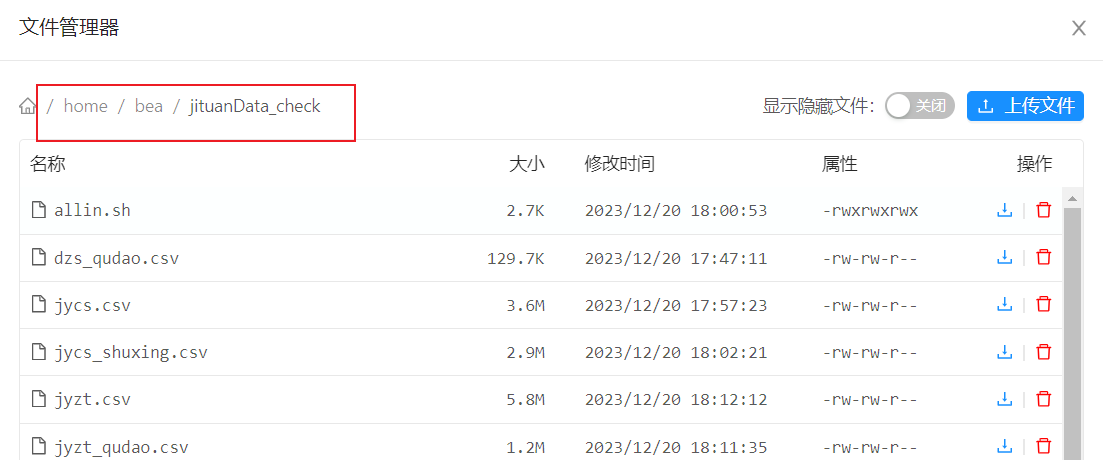 文件管理器
/ home / bea / jituanData_check 显示隐藏文件： 关闭 上传文件
名称 大小 修改时间 属性 操作
allin.sh 2.7K 2023/12/20 18:00:53 -rwxrwxrwx
dzs_qudao.csv 129.7K 2023/12/20 17:47:11 -rw-rw-r--
jycs.csv 3.6M 2023/12/20 17:57:23 -rw-rw-r--
jycs_shuxing.csv 2.9M 2023/12/20 18:02:21 -rw-rw-r--
jyzt.csv 5.8M 2023/12/20 18:12:12 -rw-rw-r--
jyzt_qudao.csv 1.2M 2023/12/20 18:11:35 -rw-rw-r--